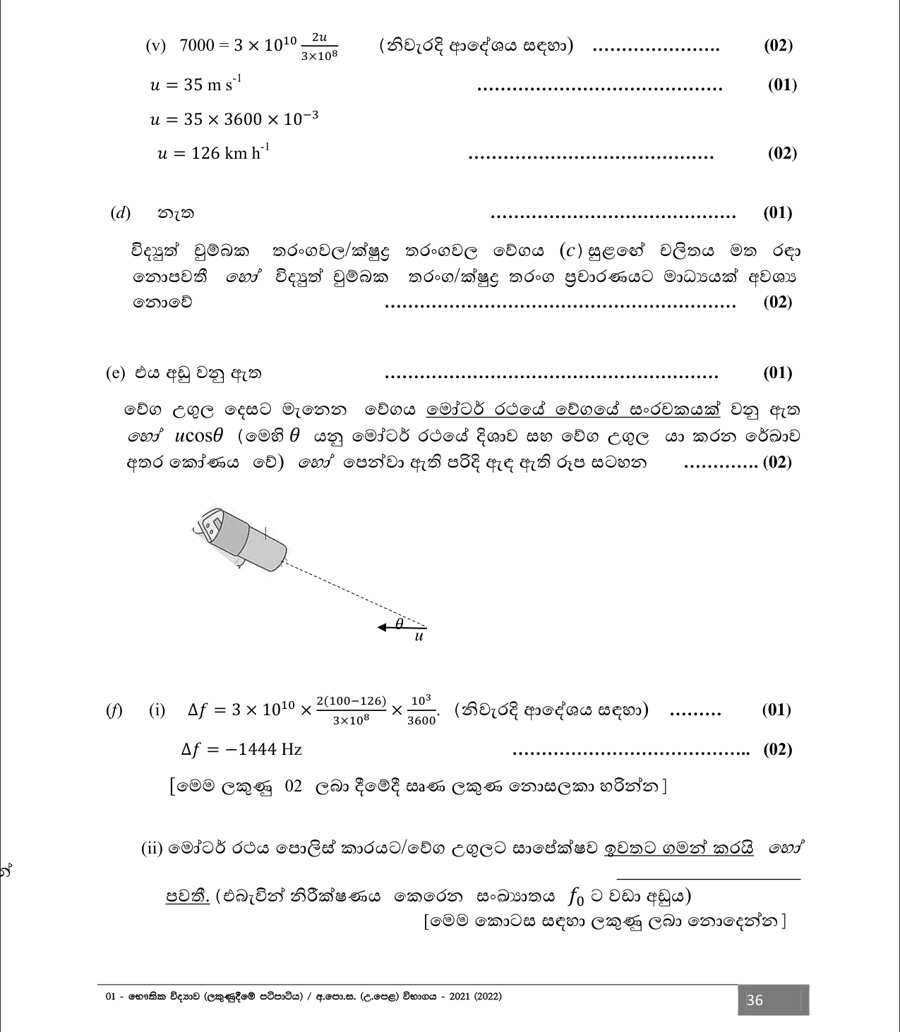 (v) 7000 = 3 × 10¹⁰ 2u/3×10⁸ (නිවැරදි ආදේශය සඳහා) ...................... (02)
u = 35 m s⁻¹ .......................................... (01)
u = 35 × 3600 × 10⁻³
u = 126 km h⁻¹ .......................................... (02)
(d) නැත .......................................... (01)
විද්‍යුත් චුම්බක තරංගවල/ක්ෂුද්‍ර තරංගවල වේගය (c) සුළඟේ චලිතය මත රඳා
නොපවතී හෝ විද්‍යුත් චුම්බක තරංග/ක්ෂුද්‍ර තරංග ප්‍රචාරණයට මාධ්‍යයක් අවශ්‍ය
නොවේ ............................................................ (02)
(e) එය අඩු වනු ඇත ......................................................... (01)
වේග උගුල දෙසට මැනෙන වේගය මෝටර් රථයේ වේගයේ සංරචකයක් වනු ඇත
හෝ ucosθ (මෙහි θ යනු මෝටර් රථයේ දිශාව සහ වේග උගුල යා කරන රේඛාව
අතර කෝණය වේ) හෝ පෙන්වා ඇති පරිදි ඇඳ ඇති රූප සටහන ............. (02)
θ
u
(f) (i) Δf = 3 × 10¹⁰ × 2(100−126)/3×10⁸ × 10³/3600. (නිවැරදි ආදේශය සඳහා) ......... (01)
Δf = −1444 Hz ......................................... (02)
[මෙම ලකුණු 02 ලබා දීමේදී සෘණ ලකුණ නොසලකා හරින්න]
(ii) මෝටර් රථය පොලිස් කාරයට/වේග උගුලට සාපේක්ෂව ඉවතට ගමන් කරයි හෝ
න්
පවතී. (එබැවින් නිරීක්ෂණය කෙරෙන සංඛ්‍යාතය f₀ ට වඩා අඩුය)
[මෙම කොටස සඳහා ලකුණු ලබා නොදෙන්න]
01 - භෞතික විද්‍යාව (ලකුණුදීමේ පටිපාටිය) / අ.පො.ස. (උ.පෙළ) විභාගය - 2021 (2022)
36